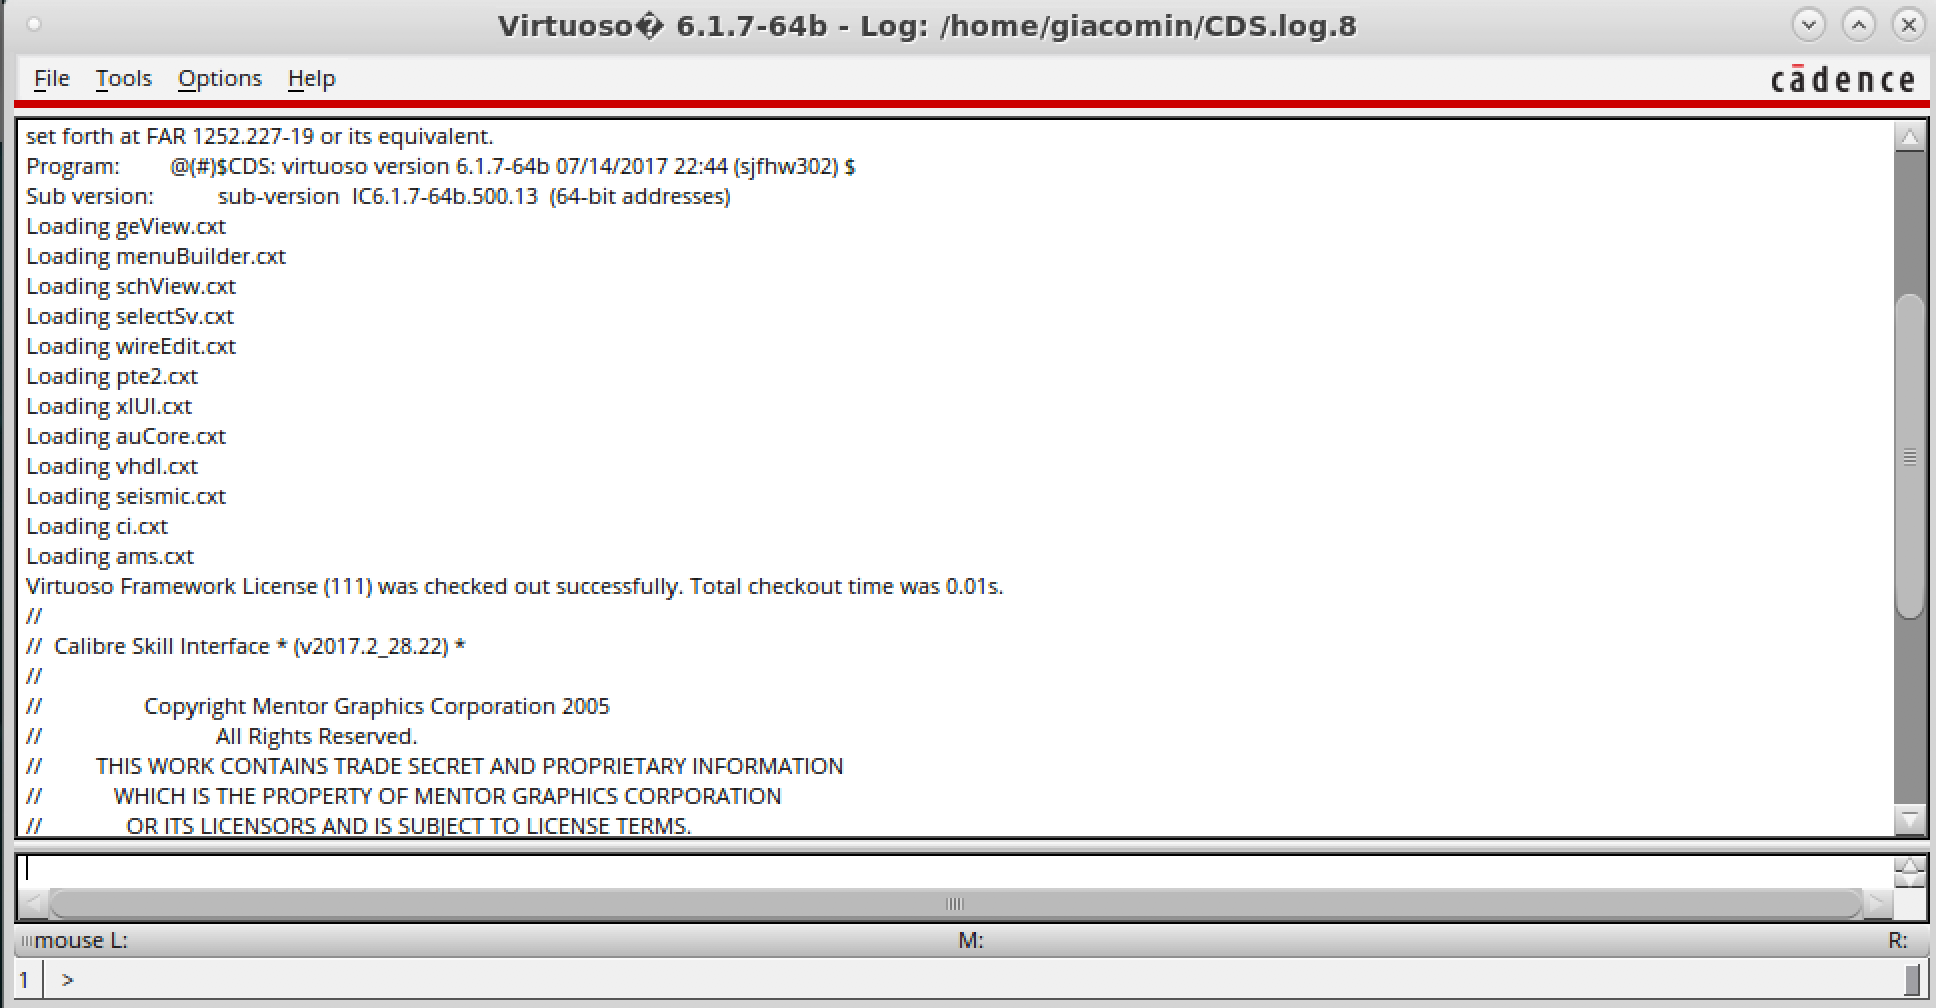 Virtuoso� 6.1.7-64b - Log: /home/giacomin/CDS.log.8
File Tools Options Help cādence
set forth at FAR 1252.227-19 or its equivalent.
Program: @(#)$CDS: virtuoso version 6.1.7-64b 07/14/2017 22:44 (sjfhw302) $
Sub version: sub-version IC6.1.7-64b.500.13 (64-bit addresses)
Loading geView.cxt
Loading menuBuilder.cxt
Loading schView.cxt
Loading selectSv.cxt
Loading wireEdit.cxt
Loading pte2.cxt
Loading xlUI.cxt
Loading auCore.cxt
Loading vhdl.cxt
Loading seismic.cxt
Loading ci.cxt
Loading ams.cxt
Virtuoso Framework License (111) was checked out successfully. Total checkout time was 0.01s.
//
// Calibre Skill Interface * (v2017.2_28.22) *
//
// Copyright Mentor Graphics Corporation 2005
// All Rights Reserved.
// THIS WORK CONTAINS TRADE SECRET AND PROPRIETARY INFORMATION
// WHICH IS THE PROPERTY OF MENTOR GRAPHICS CORPORATION
// OR ITS LICENSORS AND IS SUBJECT TO LICENSE TERMS.
mouse L: M: R:
1 >